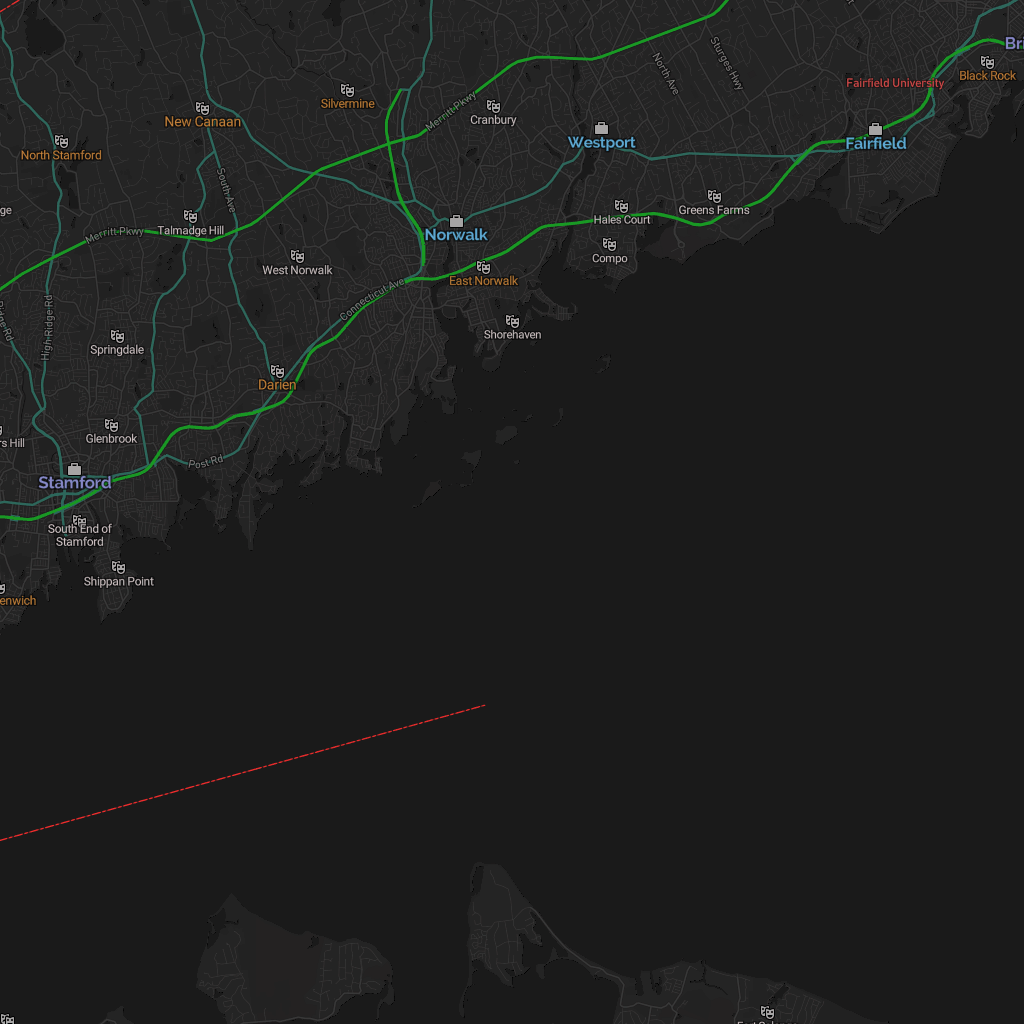 Bri
Sturges Hwy
North Ave
Black Rock
Fairfield University
Silvermine
Merritt Pkwy
Cranbury
New Canaan
Westport
Fairfield
North Stamford
South Ave
ge
Talmadge Hill
Hales Court
Greens Farms
Merritt Pkwy
Norwalk
Compo
West Norwalk
East Norwalk
Connecticut Ave
High Ridge Rd
Ridge Rd
Shorehaven
Springdale
Darien
Glenbrook
rs Hill
Post Rd
Stamford
South End of
Stamford
Shippan Point
enwich